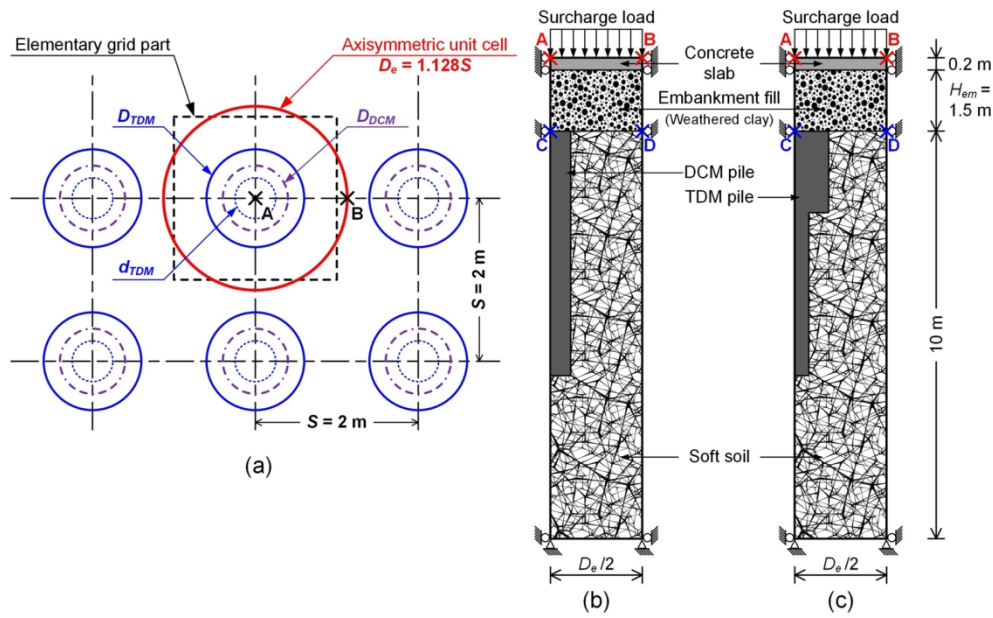 Elementary grid part
Axisymmetric unit cell
De = 1.128S
DTDM
DDCM
A
B
dTDM
S = 2 m
S = 2 m
(a)
Surcharge load
A
B
Concrete
slab
Embankment fill
(Weathered clay)
C
D
DCM pile
TDM pile
Soft soil
De /2
(b)
Surcharge load
A
B
0.2 m
Hem =
1.5 m
C
D
10 m
De /2
(c)